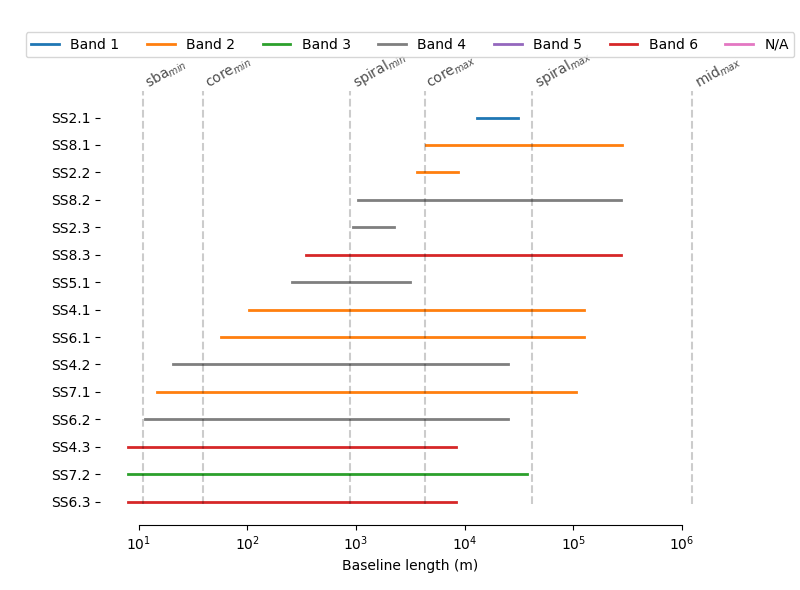 Band 1 Band 2 Band 3 Band 4 Band 5 Band 6 N/A
sba_min core_min spiral_min core_max spiral_max mid_max
SS2.1
SS8.1
SS2.2
SS8.2
SS2.3
SS8.3
SS5.1
SS4.1
SS6.1
SS4.2
SS7.1
SS6.2
SS4.3
SS7.2
SS6.3
10^1 10^2 10^3 10^4 10^5 10^6
Baseline length (m)